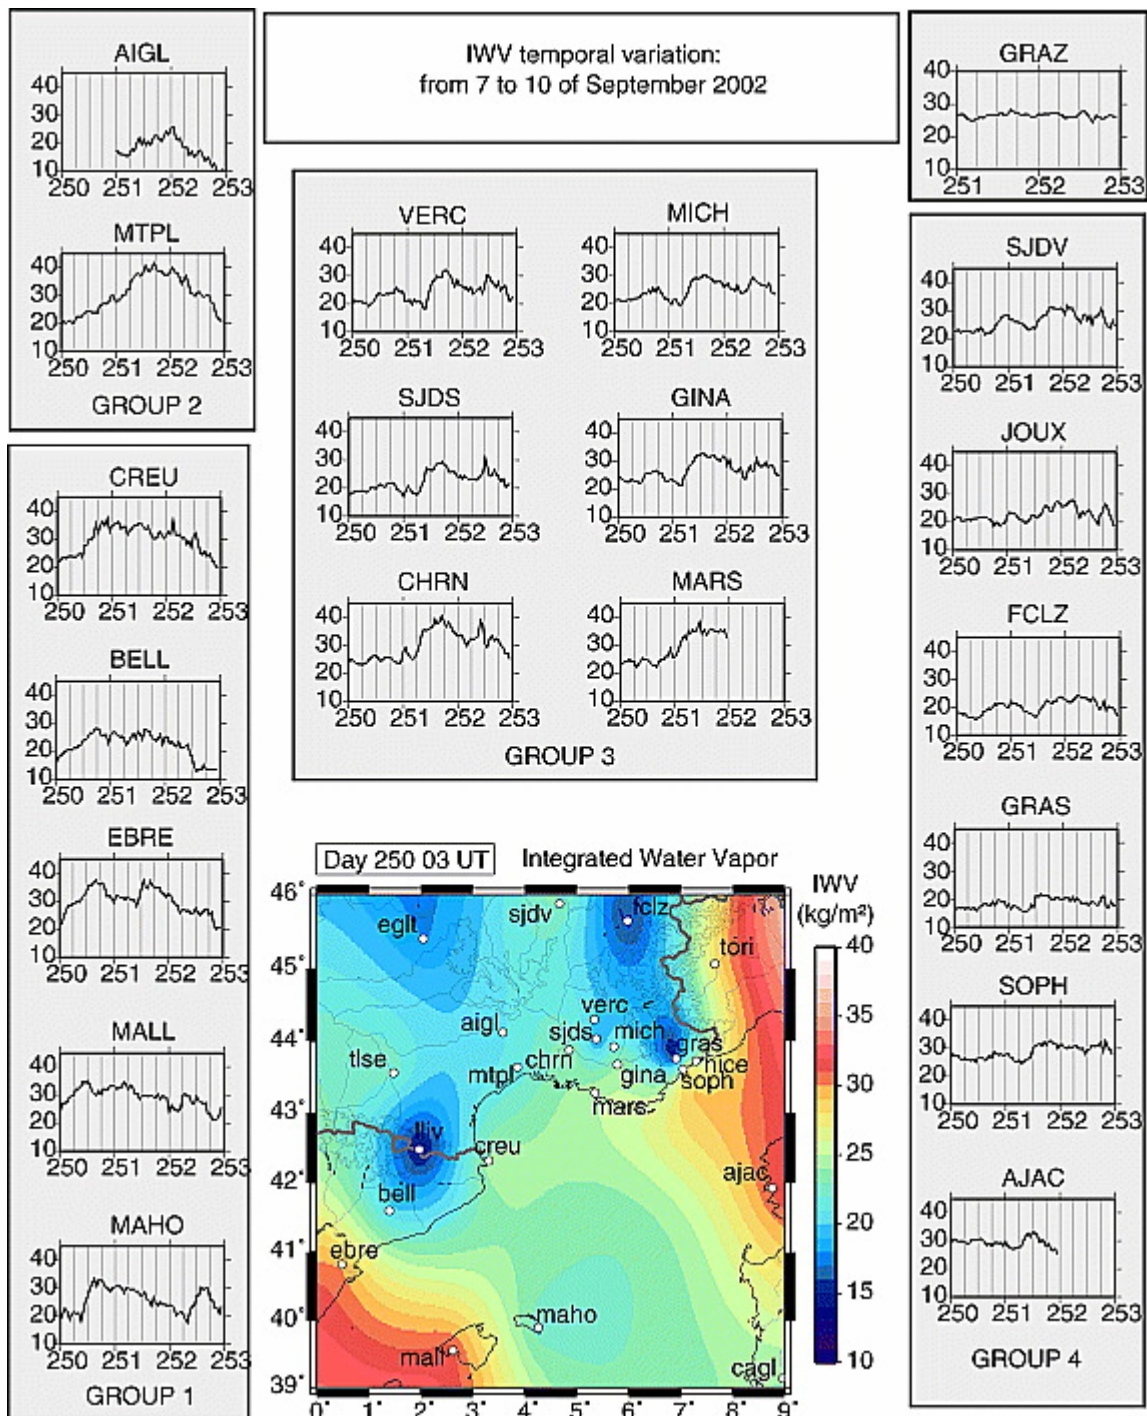 IWV temporal variation:
from 7 to 10 of September 2002
AIGL
40
30
20
10
250 251 252 253
MTPL
40
30
20
10
250 251 252 253
GROUP 2
CREU
40
30
20
10
250 251 252 253
BELL
40
30
20
10
250 251 252 253
EBRE
40
30
20
10
250 251 252 253
MALL
40
30
20
10
250 251 252 253
MAHO
40
30
20
10
250 251 252 253
GROUP 1
VERC
40
30
20
10
250 251 252 253
MICH
40
30
20
10
250 251 252 253
SJDS
40
30
20
10
250 251 252 253
GINA
40
30
20
10
250 251 252 253
CHRN
40
30
20
10
250 251 252 253
MARS
40
30
20
10
250 251 252 253
GROUP 3
GRAZ
40
30
20
10
251 252 253
SJDV
40
30
20
10
250 251 252 253
JOUX
40
30
20
10
250 251 252 253
FCLZ
40
30
20
10
250 251 252 253
GRAS
40
30
20
10
250 251 252 253
SOPH
40
30
20
10
250 251 252 253
AJAC
40
30
20
10
250 251 252 253
GROUP 4
Day 250 03 UT Integrated Water Vapor
IWV
(kg/m²)
46°
45°
44°
43°
42°
41°
40°
39°
0° 1° 2° 3° 4° 5° 6° 7° 8° 9°
eglt
sjdv
fclz
tori
aigl
verc
sjds
mich
gras
tlse
mtpl
chrn
gina
nice
soph
mars
lliv
creu
bell
ajac
ebre
maho
mall
cagl
40
35
30
25
20
15
10